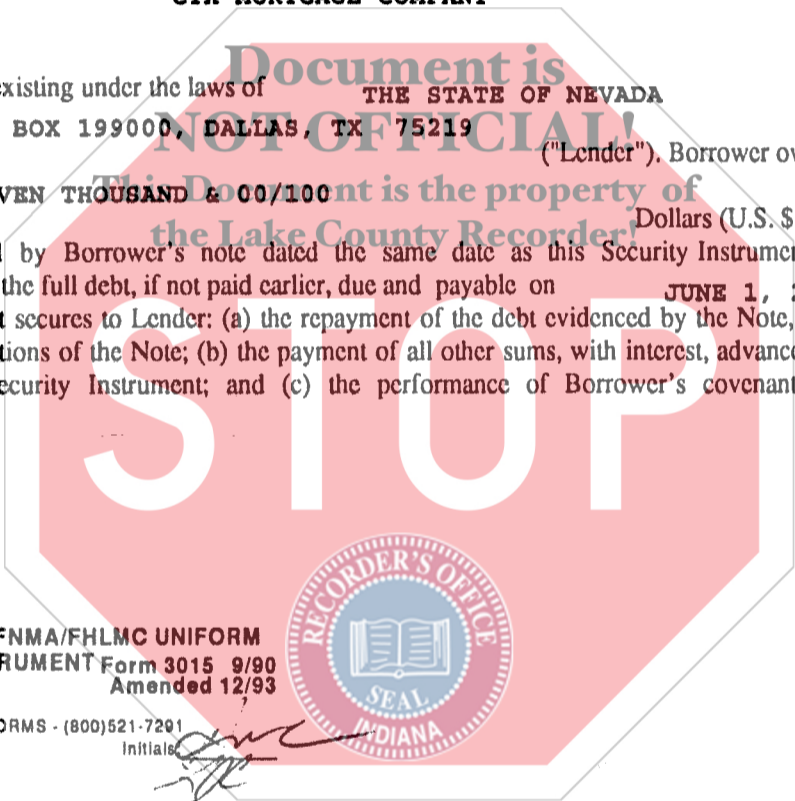 MORTGAGE COMPANY
Document is
existing under the laws of THE STATE OF NEVADA
NOT OFFICIAL!
BOX 199000, DALLAS, TX 75219
("Lender"). Borrower ov
This Document is the property of
VEN THOUSAND & 00/100
Dollars (U.S. $
the Lake County Recorder!
by Borrower's note dated the same date as this Security Instrumen
the full debt, if not paid earlier, due and payable on JUNE 1,
t secures to Lender: (a) the repayment of the debt evidenced by the Note,
tions of the Note; (b) the payment of all other sums, with interest, advance
ecurity Instrument; and (c) the performance of Borrower's covenant
STOP
RECORDER'S OFFICE
SEAL
INDIANA
FNMA/FHLMC UNIFORM
RUMENT Form 3015 9/90
Amended 12/93
ORMS - (800)521-7291
Initials